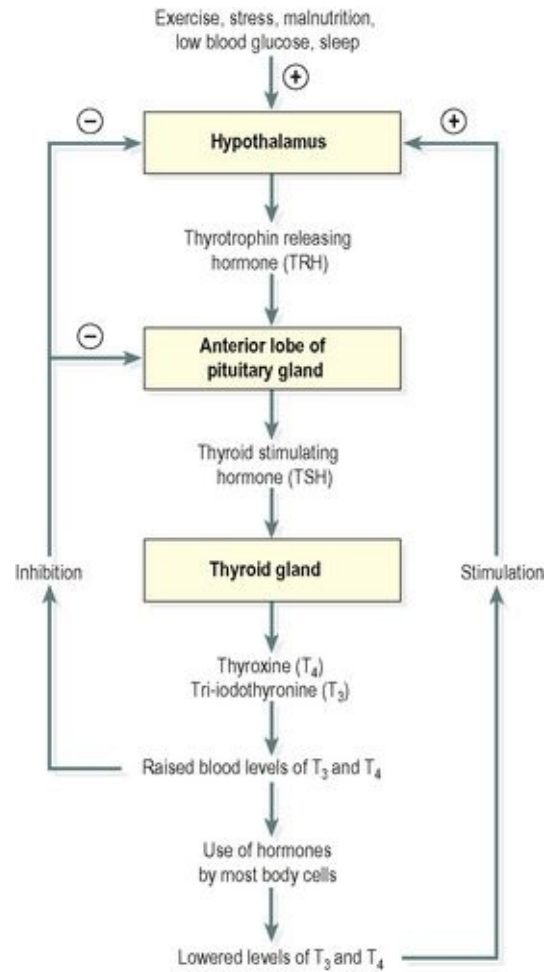 Exercise, stress, malnutrition,
low blood glucose, sleep
+
−
+
Hypothalamus
Thyrotrophin releasing
hormone (TRH)
−
Anterior lobe of
pituitary gland
Thyroid stimulating
hormone (TSH)
Inhibition
Thyroid gland
Stimulation
Thyroxine (T₄)
Tri-iodothyronine (T₃)
Raised blood levels of T₃ and T₄
Use of hormones
by most body cells
Lowered levels of T₃ and T₄